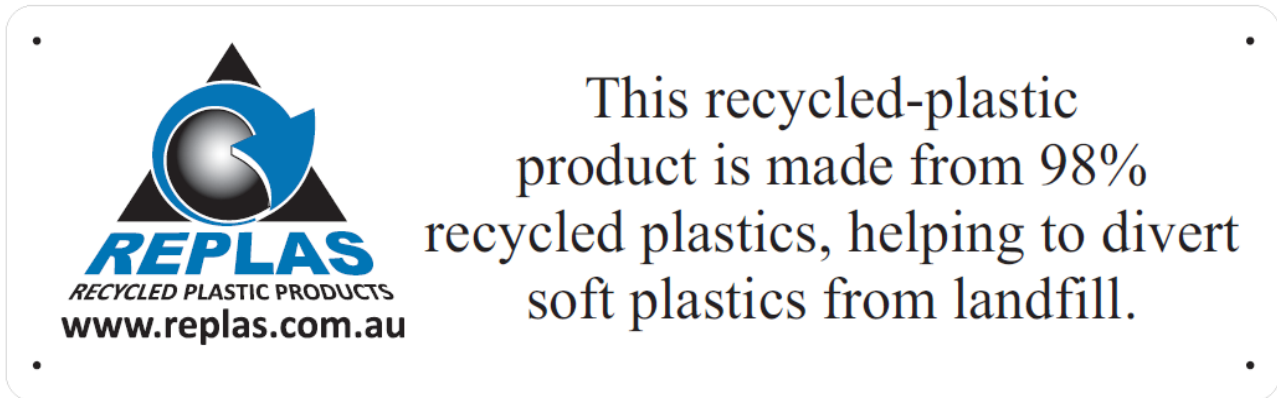 REPLAS
RECYCLED PLASTIC PRODUCTS
www.replas.com.au
This recycled-plastic
product is made from 98%
recycled plastics, helping to divert
soft plastics from landfill.